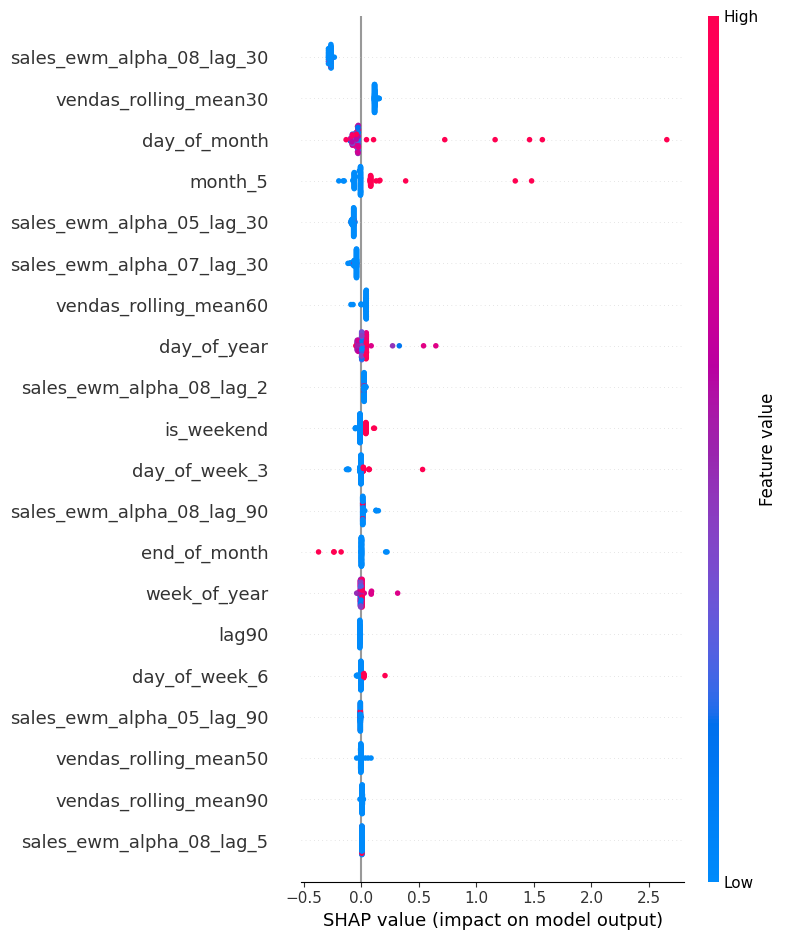 High
sales_ewm_alpha_08_lag_30
vendas_rolling_mean30
day_of_month
month_5
sales_ewm_alpha_05_lag_30
sales_ewm_alpha_07_lag_30
vendas_rolling_mean60
day_of_year
sales_ewm_alpha_08_lag_2
is_weekend
day_of_week_3
sales_ewm_alpha_08_lag_90
end_of_month
week_of_year
lag90
day_of_week_6
sales_ewm_alpha_05_lag_90
vendas_rolling_mean50
vendas_rolling_mean90
sales_ewm_alpha_08_lag_5
Feature value
Low
−0.5 0.0 0.5 1.0 1.5 2.0 2.5
SHAP value (impact on model output)